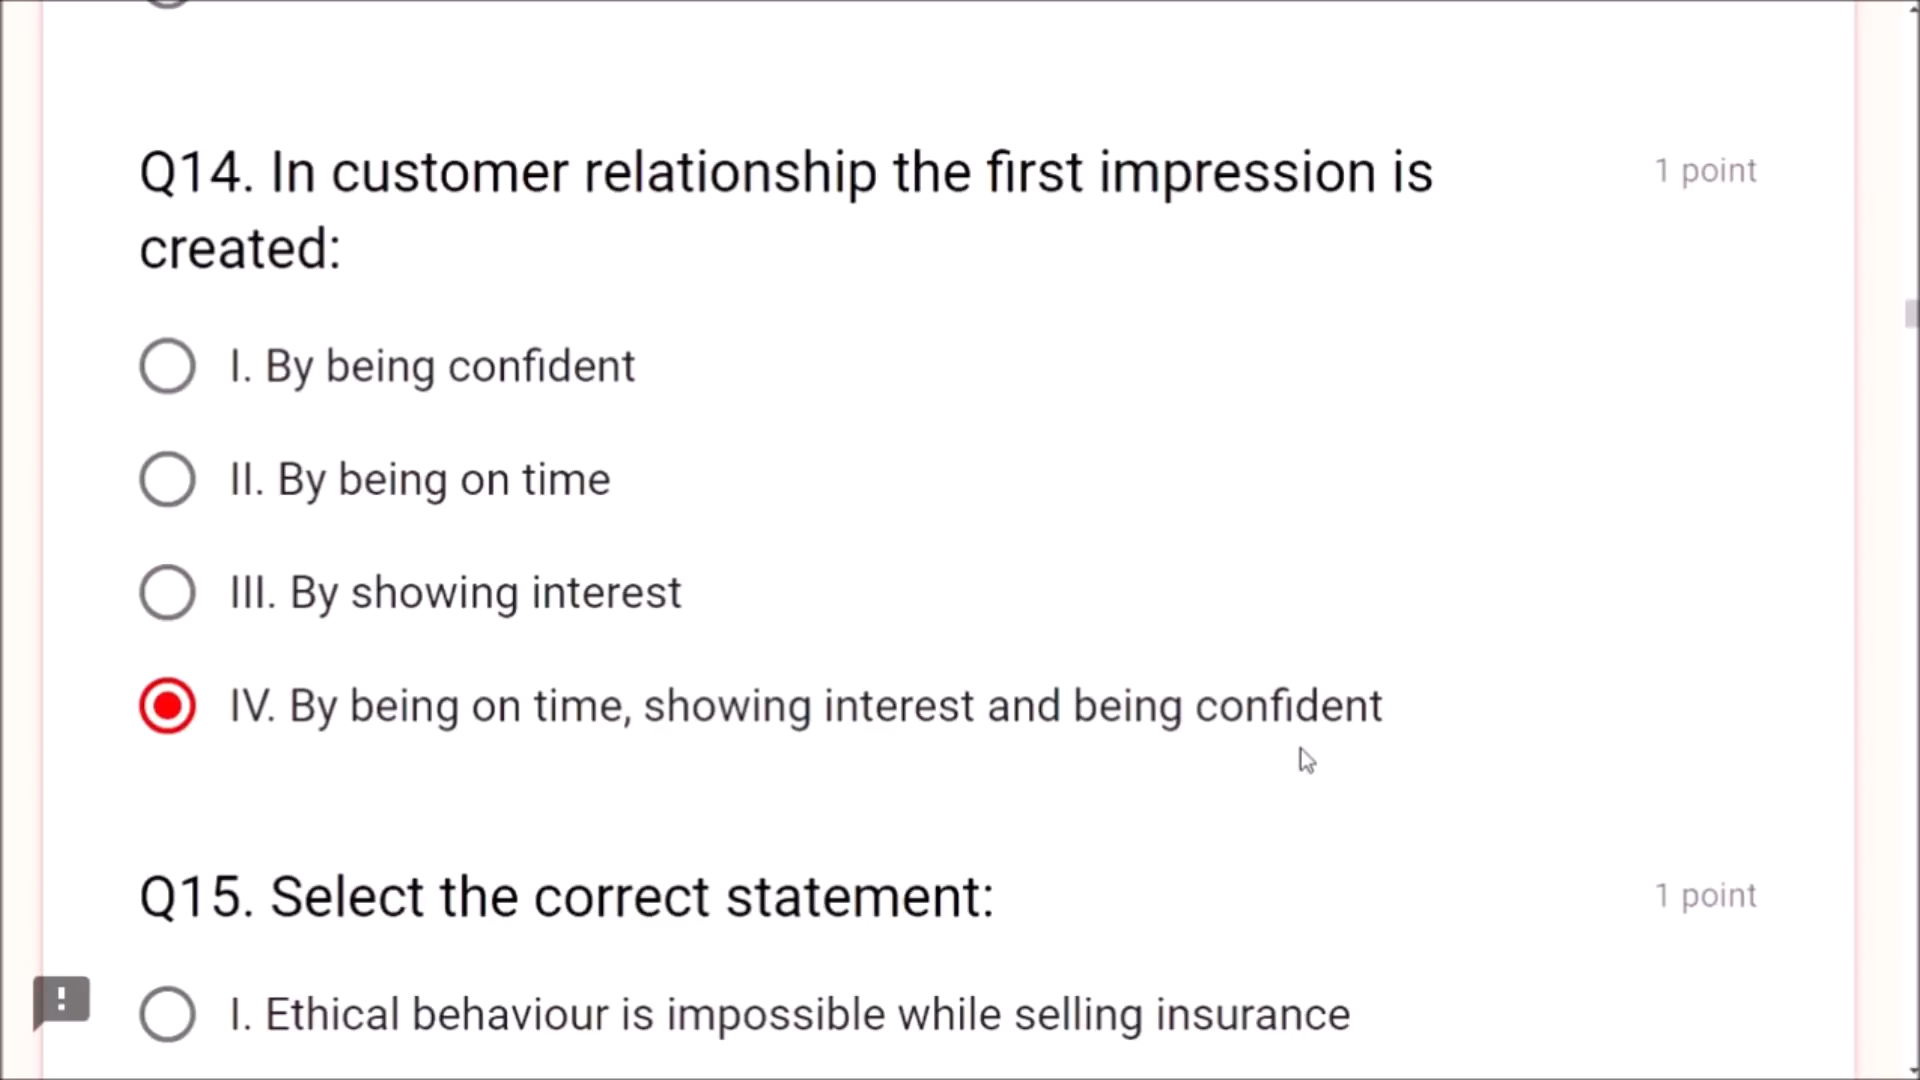 Q14. In customer relationship the first impression is
1 point
created:
I. By being confident
II. By being on time
III. By showing interest
IV. By being on time, showing interest and being confident
Q15. Select the correct statement:
1 point
I. Ethical behaviour is impossible while selling insurance